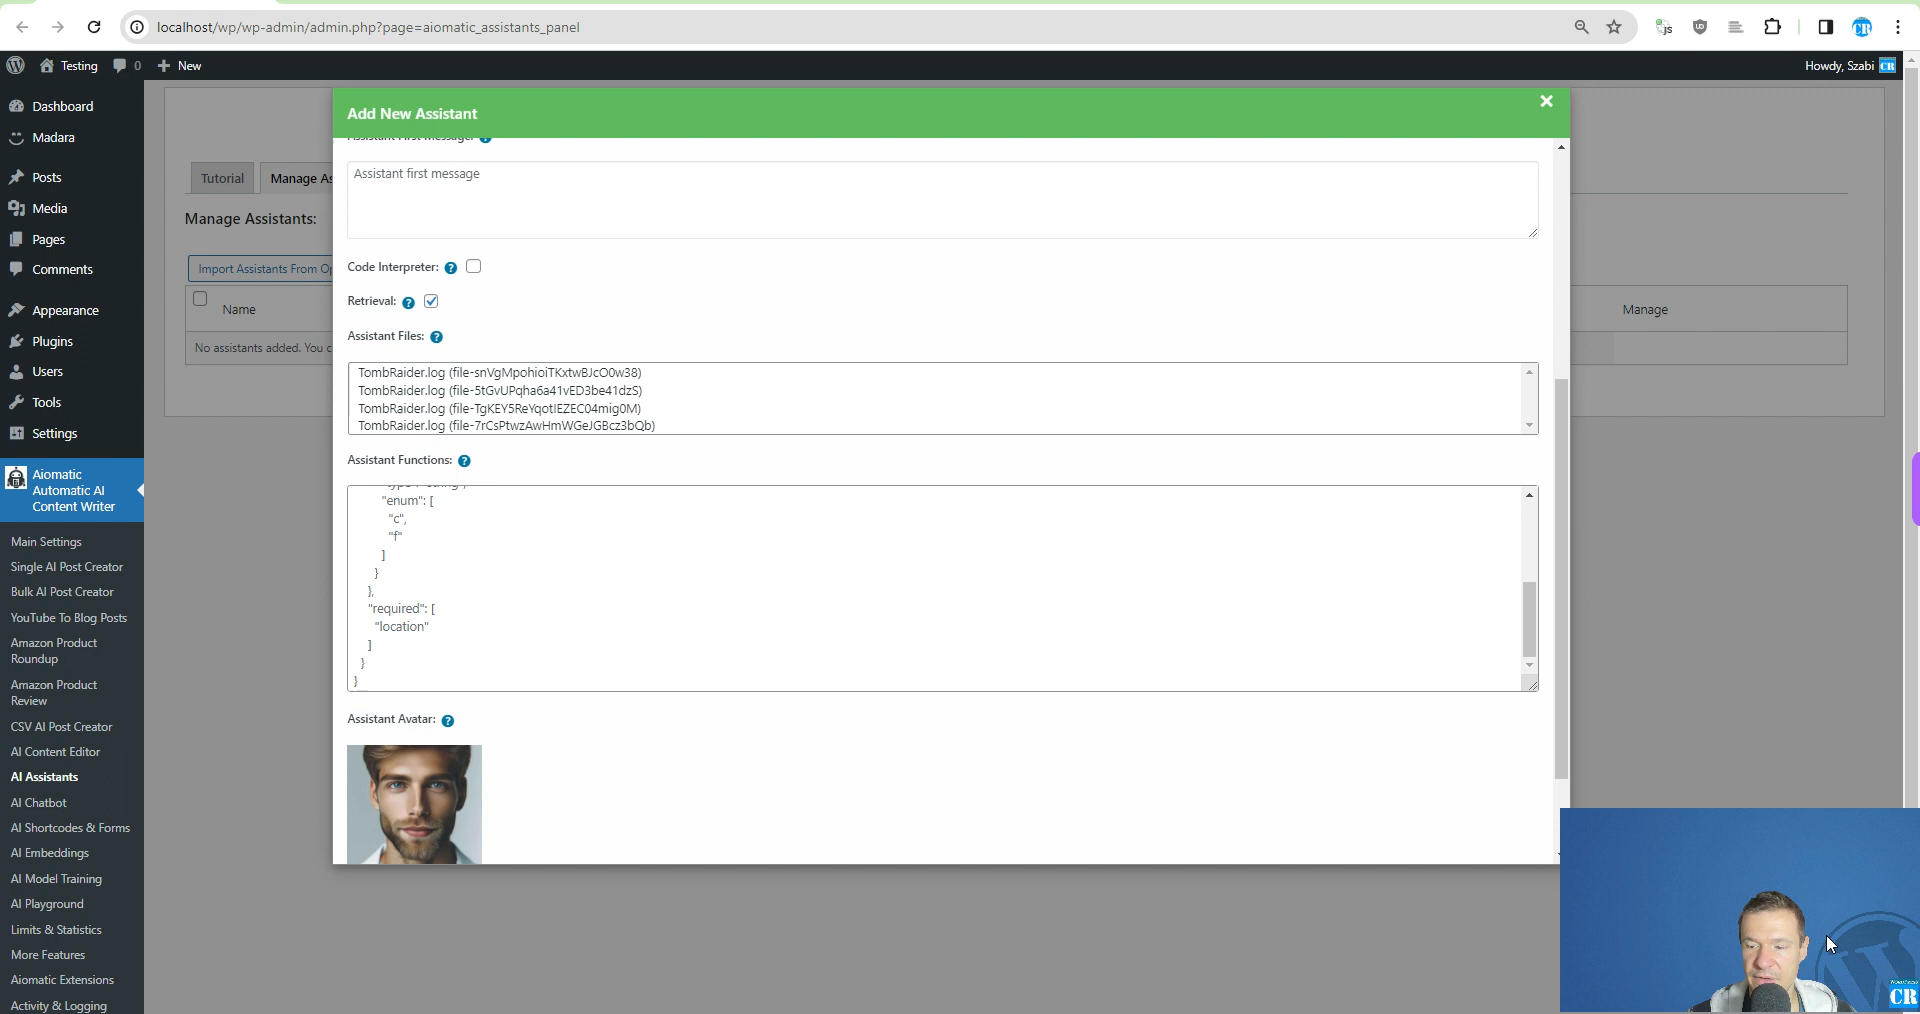 localhost/wp/wp-admin/admin.php?page=aiomatic_assistants_panel
Testing
0
New
Howdy, Szabi
CR
Dashboard
Madara
Posts
Media
Pages
Comments
Appearance
Plugins
Users
Tools
Settings
Aiomatic
Automatic AI
Content Writer
Main Settings
Single AI Post Creator
Bulk AI Post Creator
YouTube To Blog Posts
Amazon Product
Roundup
Amazon Product
Review
CSV AI Post Creator
AI Content Editor
AI Assistants
AI Chatbot
AI Shortcodes & Forms
AI Embeddings
AI Model Training
AI Playground
Limits & Statistics
More Features
Aiomatic Extensions
Activity & Logging
Tutorial
Manage As
Manage Assistants:
Import Assistants From Op
Name
Manage
No assistants added. You c
Add New Assistant
Assistant First Message:
Assistant first message
Code Interpreter:
Retrieval:
Assistant Files:
TombRaider.log (file-snVgMpohioiTKxtwBJcO0w38)
TombRaider.log (file-5tGvUPqha6a41vED3be41dzS)
TombRaider.log (file-TgKEY5ReYqotIEZEC04mig0M)
TombRaider.log (file-7rCsPtwzAwHmWGeJGBcz3bQb)
Assistant Functions:
"enum": [
"c",
"f"
]
}
},
"required": [
"location"
]
}
}
Assistant Avatar:
CR